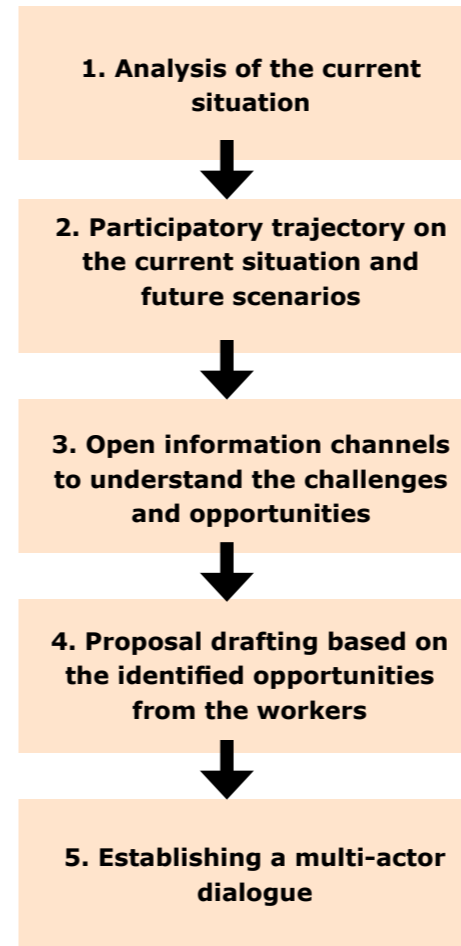 1. Analysis of the current
situation
2. Participatory trajectory on
the current situation and
future scenarios
3. Open information channels
to understand the challenges
and opportunities
4. Proposal drafting based on
the identified opportunities
from the workers
5. Establishing a multi-actor
dialogue